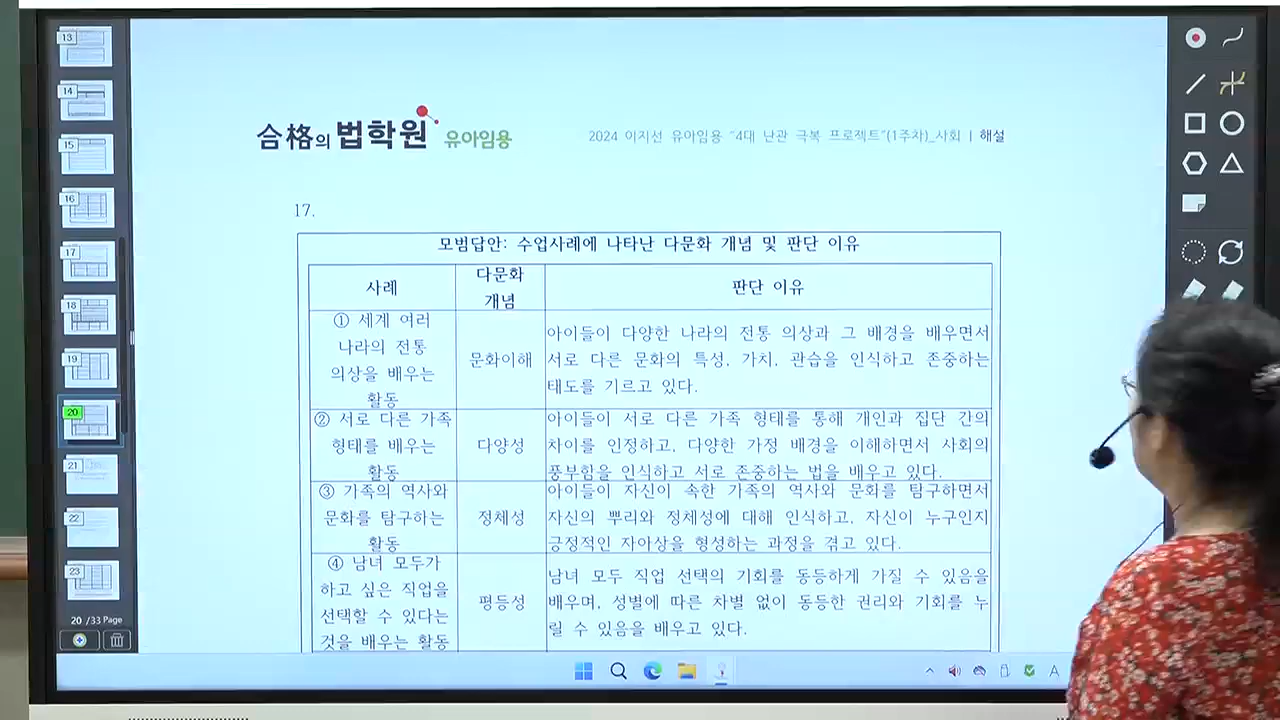 13
14
15
16
17
18
19
20
21
22
23
20 /33 Page
合格의 법학원 유아임용
2024 이지선 유아임용 "4대 난관 극복 프로젝트"(1주차)_사회 | 해설
17.
모범답안: 수업사례에 나타난 다문화 개념 및 판단 이유
사례
다문화
개념
판단 이유
① 세계 여러
나라의 전통
의상을 배우는
활동
문화이해
아이들이 다양한 나라의 전통 의상과 그 배경을 배우면서
서로 다른 문화의 특성, 가치, 관습을 인식하고 존중하는
태도를 기르고 있다.
② 서로 다른 가족
형태를 배우는
활동
다양성
아이들이 서로 다른 가족 형태를 통해 개인과 집단 간의
차이를 인정하고, 다양한 가정 배경을 이해하면서 사회의
풍부함을 인식하고 서로 존중하는 법을 배우고 있다.
③ 가족의 역사와
문화를 탐구하는
활동
정체성
아이들이 자신이 속한 가족의 역사와 문화를 탐구하면서
자신의 뿌리와 정체성에 대해 인식하고, 자신이 누구인지
긍정적인 자아상을 형성하는 과정을 겪고 있다.
④ 남녀 모두가
하고 싶은 직업을
선택할 수 있다는
것을 배우는 활동
평등성
남녀 모두 직업 선택의 기회를 동등하게 가질 수 있음을
배우며, 성별에 따른 차별 없이 동등한 권리와 기회를 누
릴 수 있음을 배우고 있다.
A